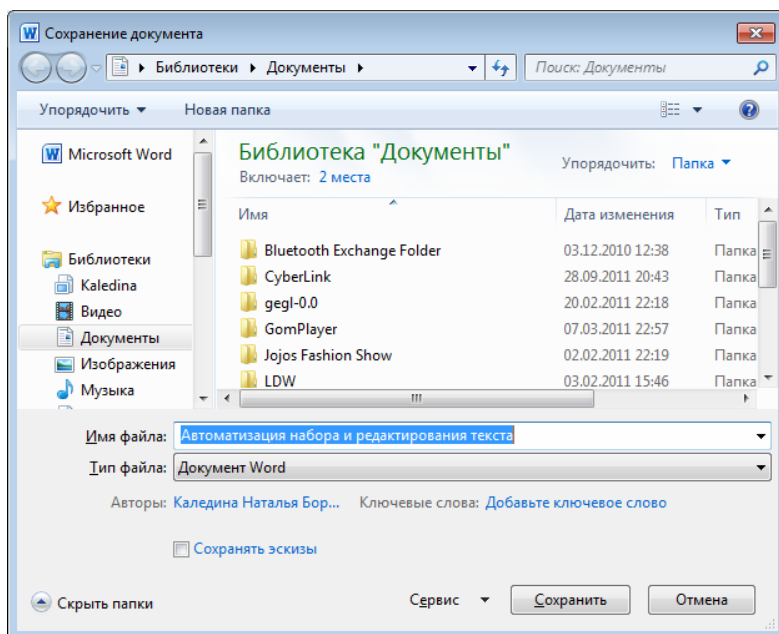 Сохранение документа
Библиотеки Документы
Поиск: Документы
Упорядочить Новая папка
Microsoft Word
Избранное
Библиотеки
Kaledina
Видео
Документы
Изображения
Музыка
Библиотека "Документы"
Включает: 2 места
Упорядочить: Папка
Имя Дата изменения Тип
Bluetooth Exchange Folder 03.12.2010 12:38 Папка
CyberLink 28.09.2011 20:43 Папка
gegl-0.0 20.02.2011 22:18 Папка
GomPlayer 07.03.2011 22:57 Папка
Jojos Fashion Show 02.02.2011 22:19 Папка
LDW 03.02.2011 15:46 Папка
Имя файла: Автоматизация набора и редактирования текста
Тип файла: Документ Word
Авторы: Каледина Наталья Бор... Ключевые слова: Добавьте ключевое слово
Сохранять эскизы
Скрыть папки Сервис Сохранить Отмена